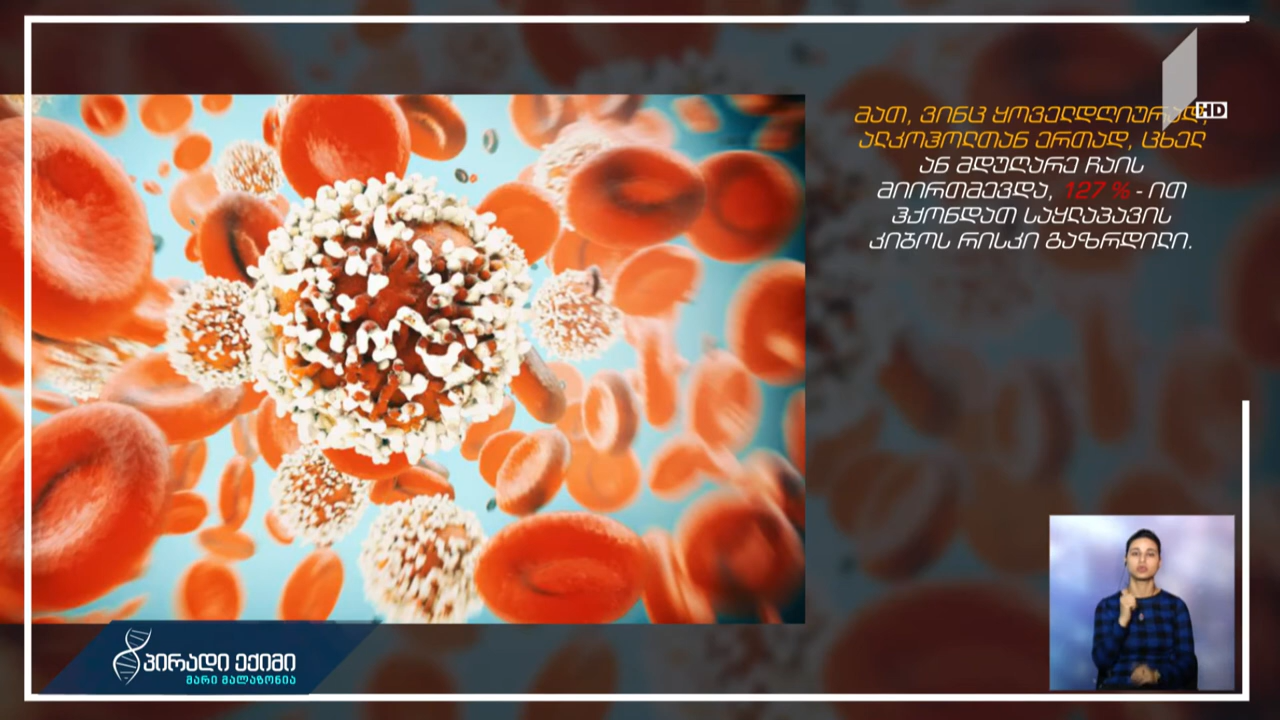 მათ, ვინც ყოველდღიურად,
ალკოჰოლთან ერთად, ცხელ
ან მდუღარე ჩაის
მიირთმევდა, 127 % - ით
ჰქონდათ საყლაპავის
კიბოს რისკი გაზრდილი.
HD
პირადი ექიმი
მარი მალაზონია